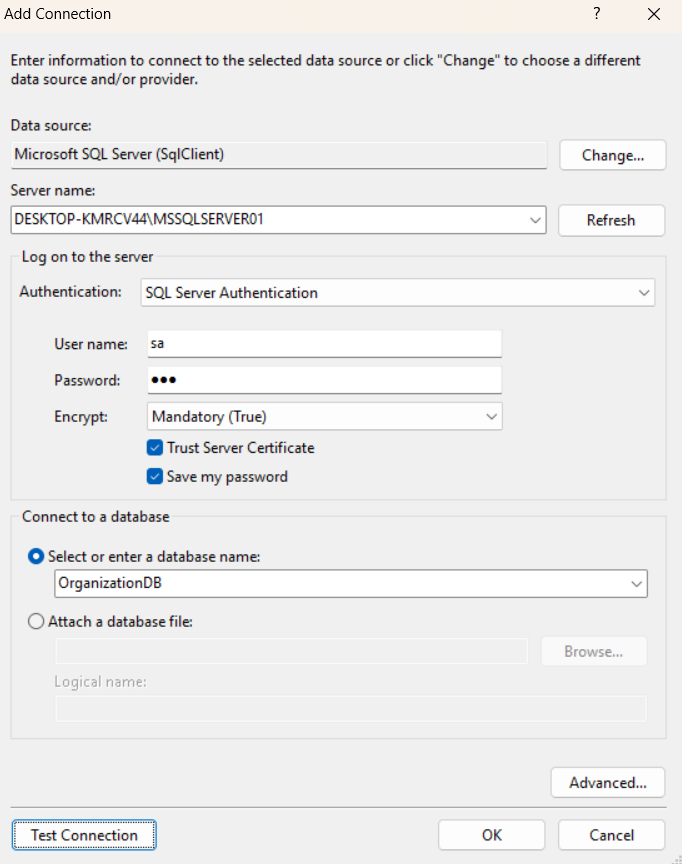 Add Connection ?
Enter information to connect to the selected data source or click "Change" to choose a different
data source and/or provider.
Data source:
Microsoft SQL Server (SqlClient) Change...
Server name:
DESKTOP-KMRCV44\MSSQLSERVER01 Refresh
Log on to the server
Authentication: SQL Server Authentication
User name: sa
Password: •••
Encrypt: Mandatory (True)
Trust Server Certificate
Save my password
Connect to a database
Select or enter a database name:
OrganizationDB
Attach a database file:
Browse...
Logical name:
Advanced...
Test Connection OK Cancel